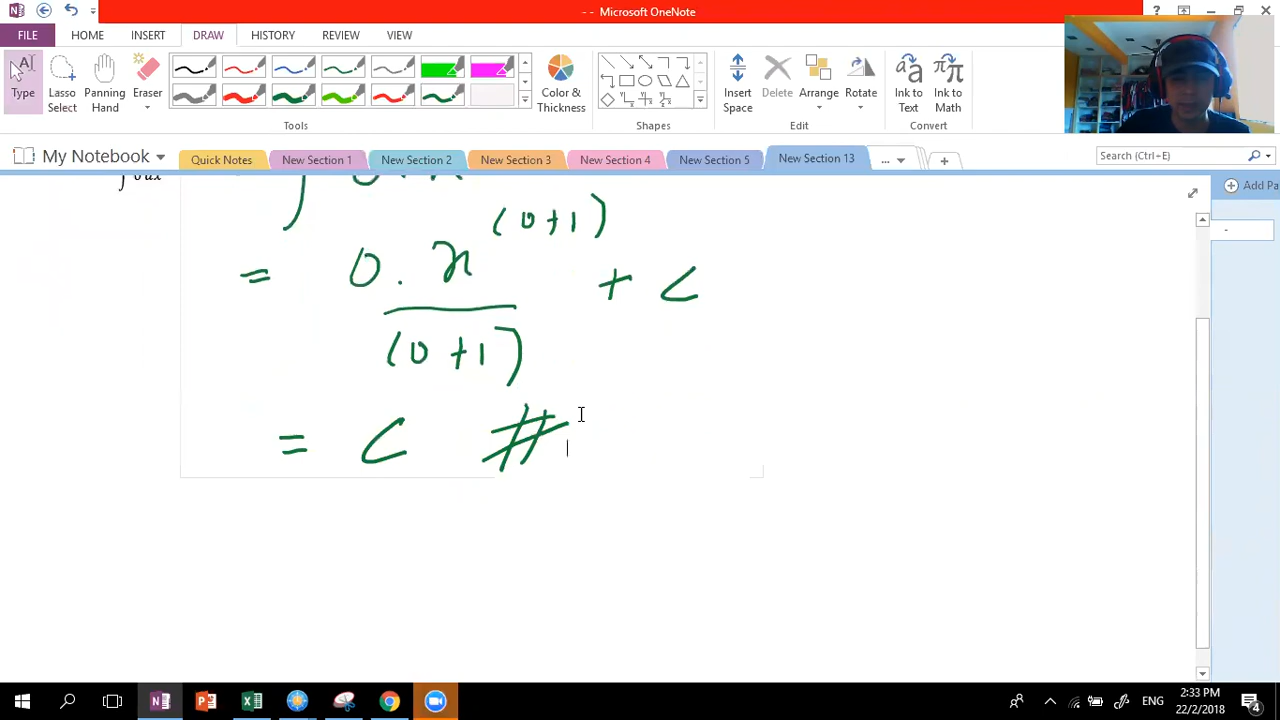 - - Microsoft OneNote
?
FILE HOME INSERT DRAW HISTORY REVIEW VIEW
Type
Lasso Select
Panning Hand
Eraser
Color & Thickness
Insert Space
Delete
Arrange
Rotate
Ink to Text
Ink to Math
Tools
Shapes
Edit
Convert
My Notebook
Quick Notes
New Section 1
New Section 2
New Section 3
New Section 4
New Section 5
New Section 13
...
+
Search (Ctrl+E)
Add Pa
-
(0+1)
= 0. x + C
(0+1)
= C #
ENG
2:33 PM
22/2/2018
4